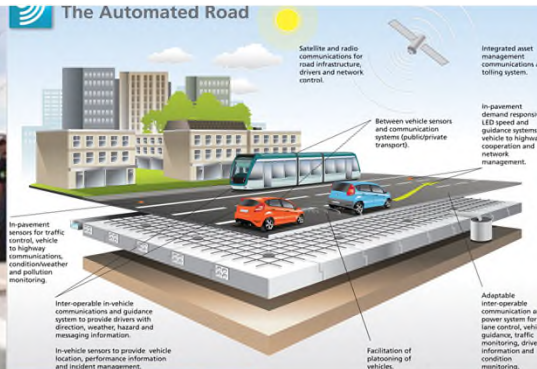 The Automated Road
Satellite and radio
communications for
road infrastructure,
drivers and network
control.
Integrated asset
management
communications
tolling system.
Between vehicle sensors
and communication
systems (public/private
transport).
In-pavement
demand
LED speed and
guidance systems
vehicle to highway
cooperation and
network
management.
In-pavement
sensors for traffic
control, vehicle
to highway
communications,
condition/weather
and pollution
monitoring.
Inter-operable in-vehicle
communications and guidance
system to provide drivers with
direction, weather, hazard and
messaging information.
In-vehicle sensors to provide vehicle
location, performance information
and incident management.
Facilitation of
platooning of
vehicles.
Adaptable
inter-operable
communication
power system for
lane control,
guidance, traffic
monitoring,
information and
condition
monitoring.